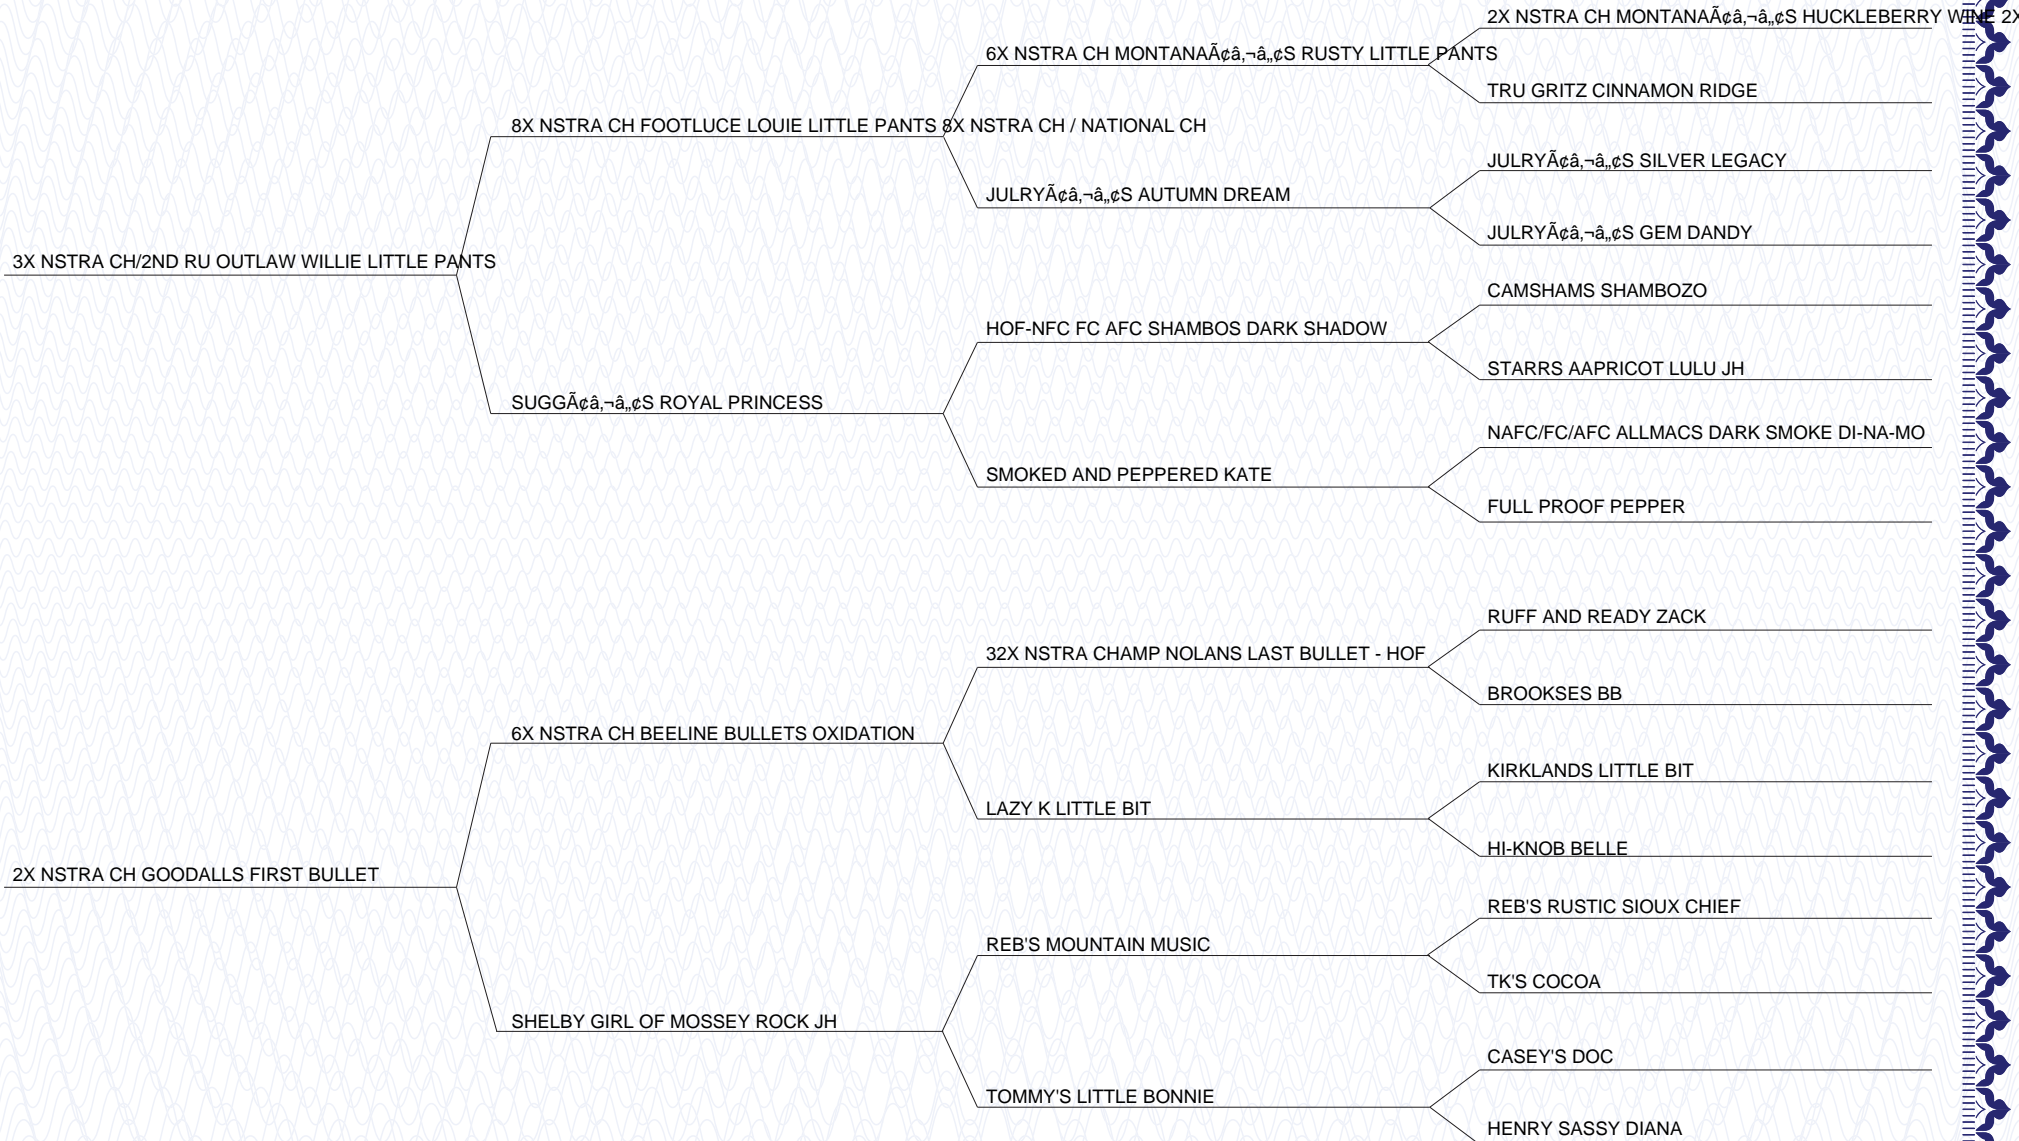 2X NSTRA CH MONTANAÃ¢â‚¬â„¢S HUCKLEBERRY WINE 2X
6X NSTRA CH MONTANAÃ¢â‚¬â„¢S RUSTY LITTLE PANTS
TRU GRITZ CINNAMON RIDGE
8X NSTRA CH FOOTLUCE LOUIE LITTLE PANTS 8X NSTRA CH / NATIONAL CH
JULRYÃ¢â‚¬â„¢S SILVER LEGACY
JULRYÃ¢â‚¬â„¢S AUTUMN DREAM
JULRYÃ¢â‚¬â„¢S GEM DANDY
3X NSTRA CH/2ND RU OUTLAW WILLIE LITTLE PANTS
CAMSHAMS SHAMBOZO
HOF-NFC FC AFC SHAMBOS DARK SHADOW
STARRS AAPRICOT LULU JH
SUGGÃ¢â‚¬â„¢S ROYAL PRINCESS
NAFC/FC/AFC ALLMACS DARK SMOKE DI-NA-MO
SMOKED AND PEPPERED KATE
FULL PROOF PEPPER
RUFF AND READY ZACK
32X NSTRA CHAMP NOLANS LAST BULLET - HOF
BROOKSES BB
6X NSTRA CH BEELINE BULLETS OXIDATION
KIRKLANDS LITTLE BIT
LAZY K LITTLE BIT
HI-KNOB BELLE
2X NSTRA CH GOODALLS FIRST BULLET
REB'S RUSTIC SIOUX CHIEF
REB'S MOUNTAIN MUSIC
TK'S COCOA
SHELBY GIRL OF MOSSEY ROCK JH
CASEY'S DOC
TOMMY'S LITTLE BONNIE
HENRY SASSY DIANA